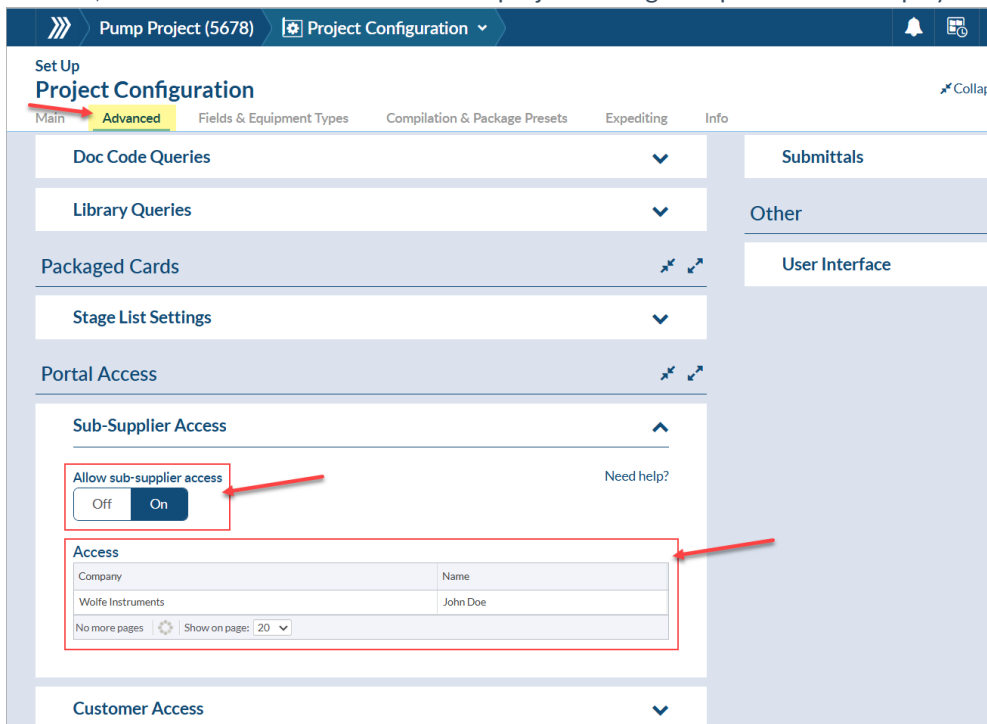 Pump Project (5678) Project Configuration
Set Up
Project Configuration
Collap
Main Advanced Fields & Equipment Types Compilation & Package Presets Expediting Info
Doc Code Queries
Submittals
Library Queries
Other
Packaged Cards
User Interface
Stage List Settings
Portal Access
Sub-Supplier Access
Allow sub-supplier access
Need help?
Off On
Access
Company Name
Wolfe Instruments John Doe
No more pages Show on page: 20
Customer Access